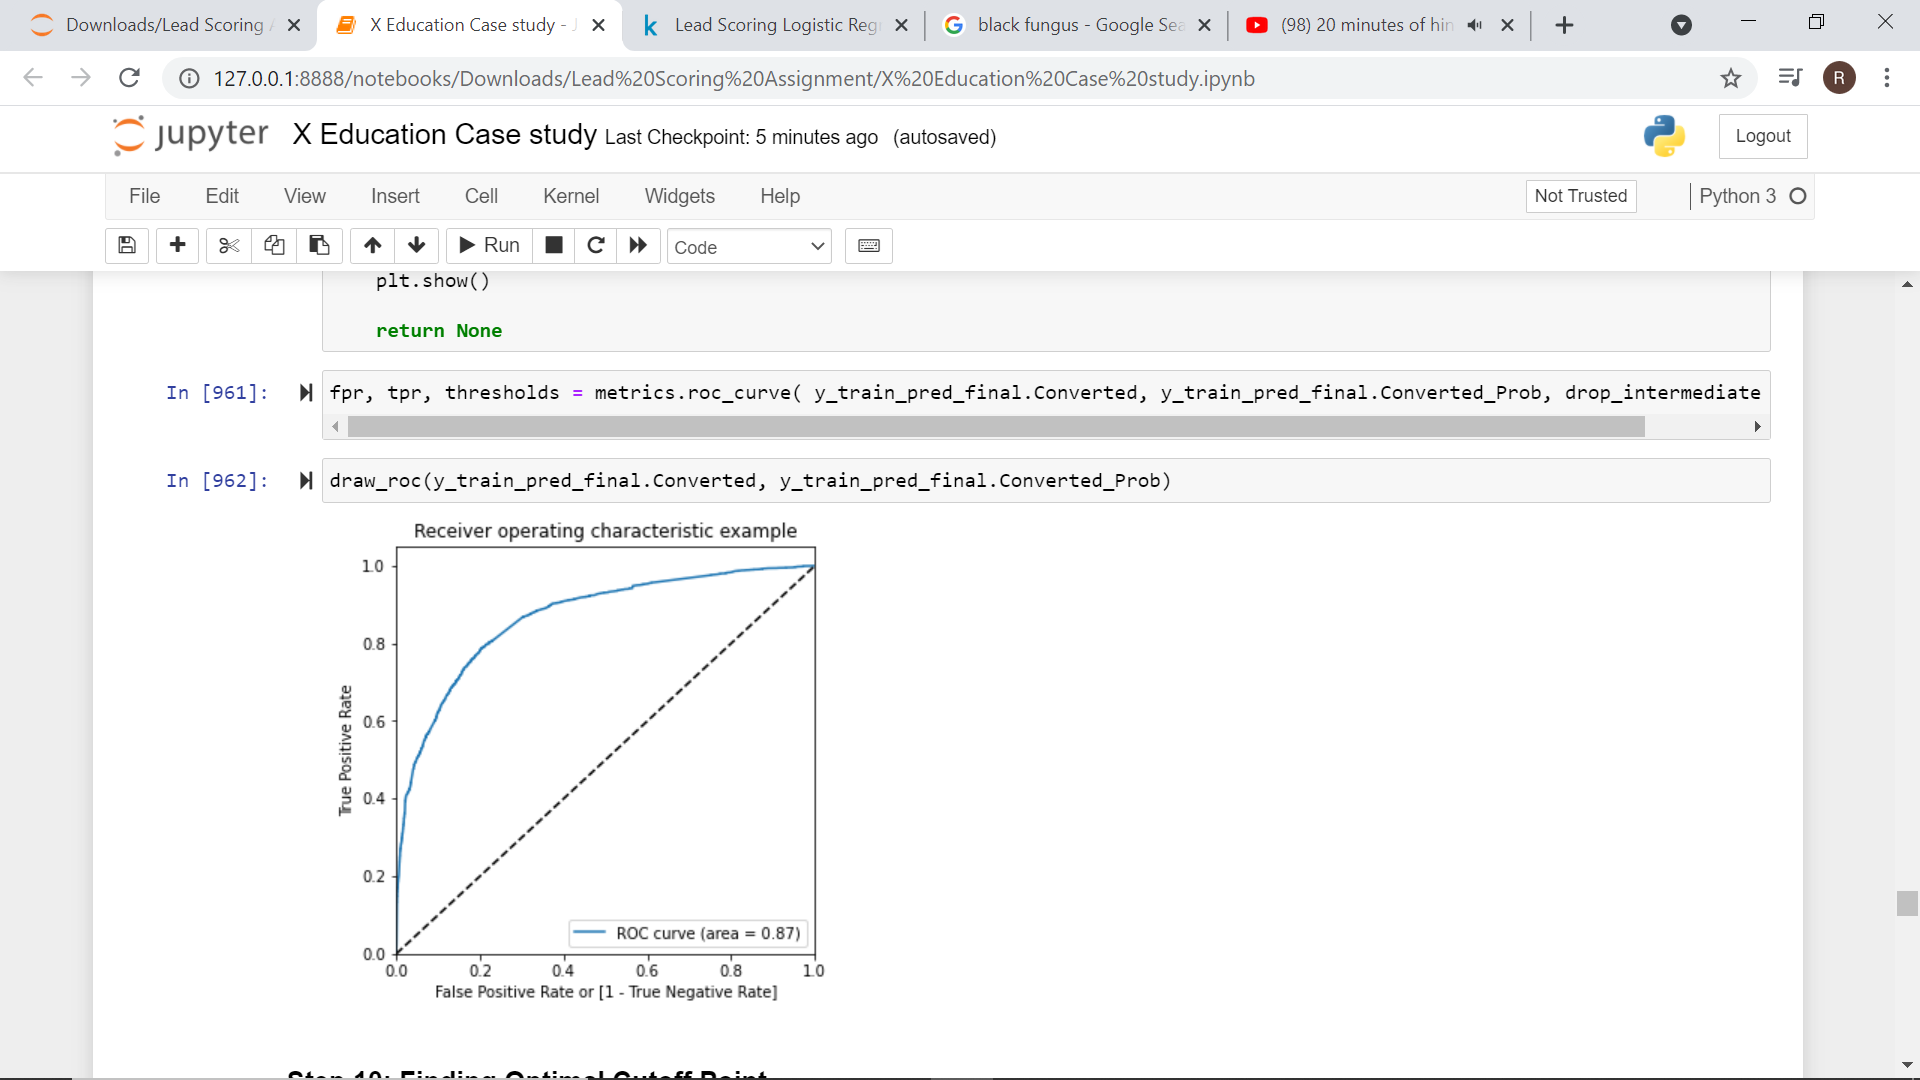 Downloads/Lead Scoring A
X Education Case study - J
Lead Scoring Logistic Reg
black fungus - Google Sea
(98) 20 minutes of hin
127.0.0.1:8888/notebooks/Downloads/Lead%20Scoring%20Assignment/X%20Education%20Case%20study.ipynb
R
jupyter X Education Case study Last Checkpoint: 5 minutes ago (autosaved)
Logout
File Edit View Insert Cell Kernel Widgets Help
Not Trusted
Python 3
Run
Code
plt.show()
return None
In [961]: fpr, tpr, thresholds = metrics.roc_curve( y_train_pred_final.Converted, y_train_pred_final.Converted_Prob, drop_intermediate
In [962]: draw_roc(y_train_pred_final.Converted, y_train_pred_final.Converted_Prob)
Receiver operating characteristic example
1.0
0.8
0.6
0.4
0.2
0.0
True Positive Rate
ROC curve (area = 0.87)
0.0 0.2 0.4 0.6 0.8 1.0
False Positive Rate or [1 - True Negative Rate]
Step 10: Finding Optimal Cutoff Point